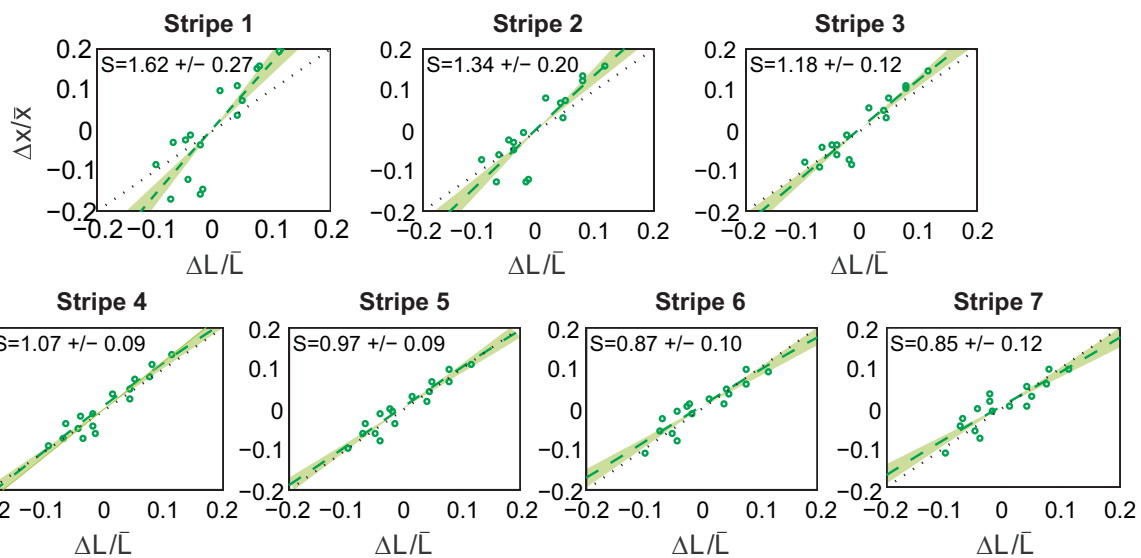 Stripe 1
Stripe 2
Stripe 3
0.2
0.1
0
−0.1
−0.2
Δx/x̄
S=1.62 +/− 0.27
−0.2
−0.1
0
0.1
0.2
ΔL/L̄
0.2
0.1
0
−0.1
−0.2
S=1.34 +/− 0.20
−0.2
−0.1
0
0.1
0.2
ΔL/L̄
0.2
0.1
0
−0.1
−0.2
S=1.18 +/− 0.12
−0.2
−0.1
0
0.1
0.2
ΔL/L̄
Stripe 4
Stripe 5
Stripe 6
Stripe 7
S=1.07 +/− 0.09
2
−0.1
0
0.1
0.2
ΔL/L̄
0.2
0.1
0
−0.1
−0.2
S=0.97 +/− 0.09
−0.2
−0.1
0
0.1
0.2
ΔL/L̄
0.2
0.1
0
−0.1
−0.2
S=0.87 +/− 0.10
−0.2
−0.1
0
0.1
0.2
ΔL/L̄
0.2
0.1
0
−0.1
−0.2
S=0.85 +/− 0.12
−0.2
−0.1
0
0.1
0.2
ΔL/L̄